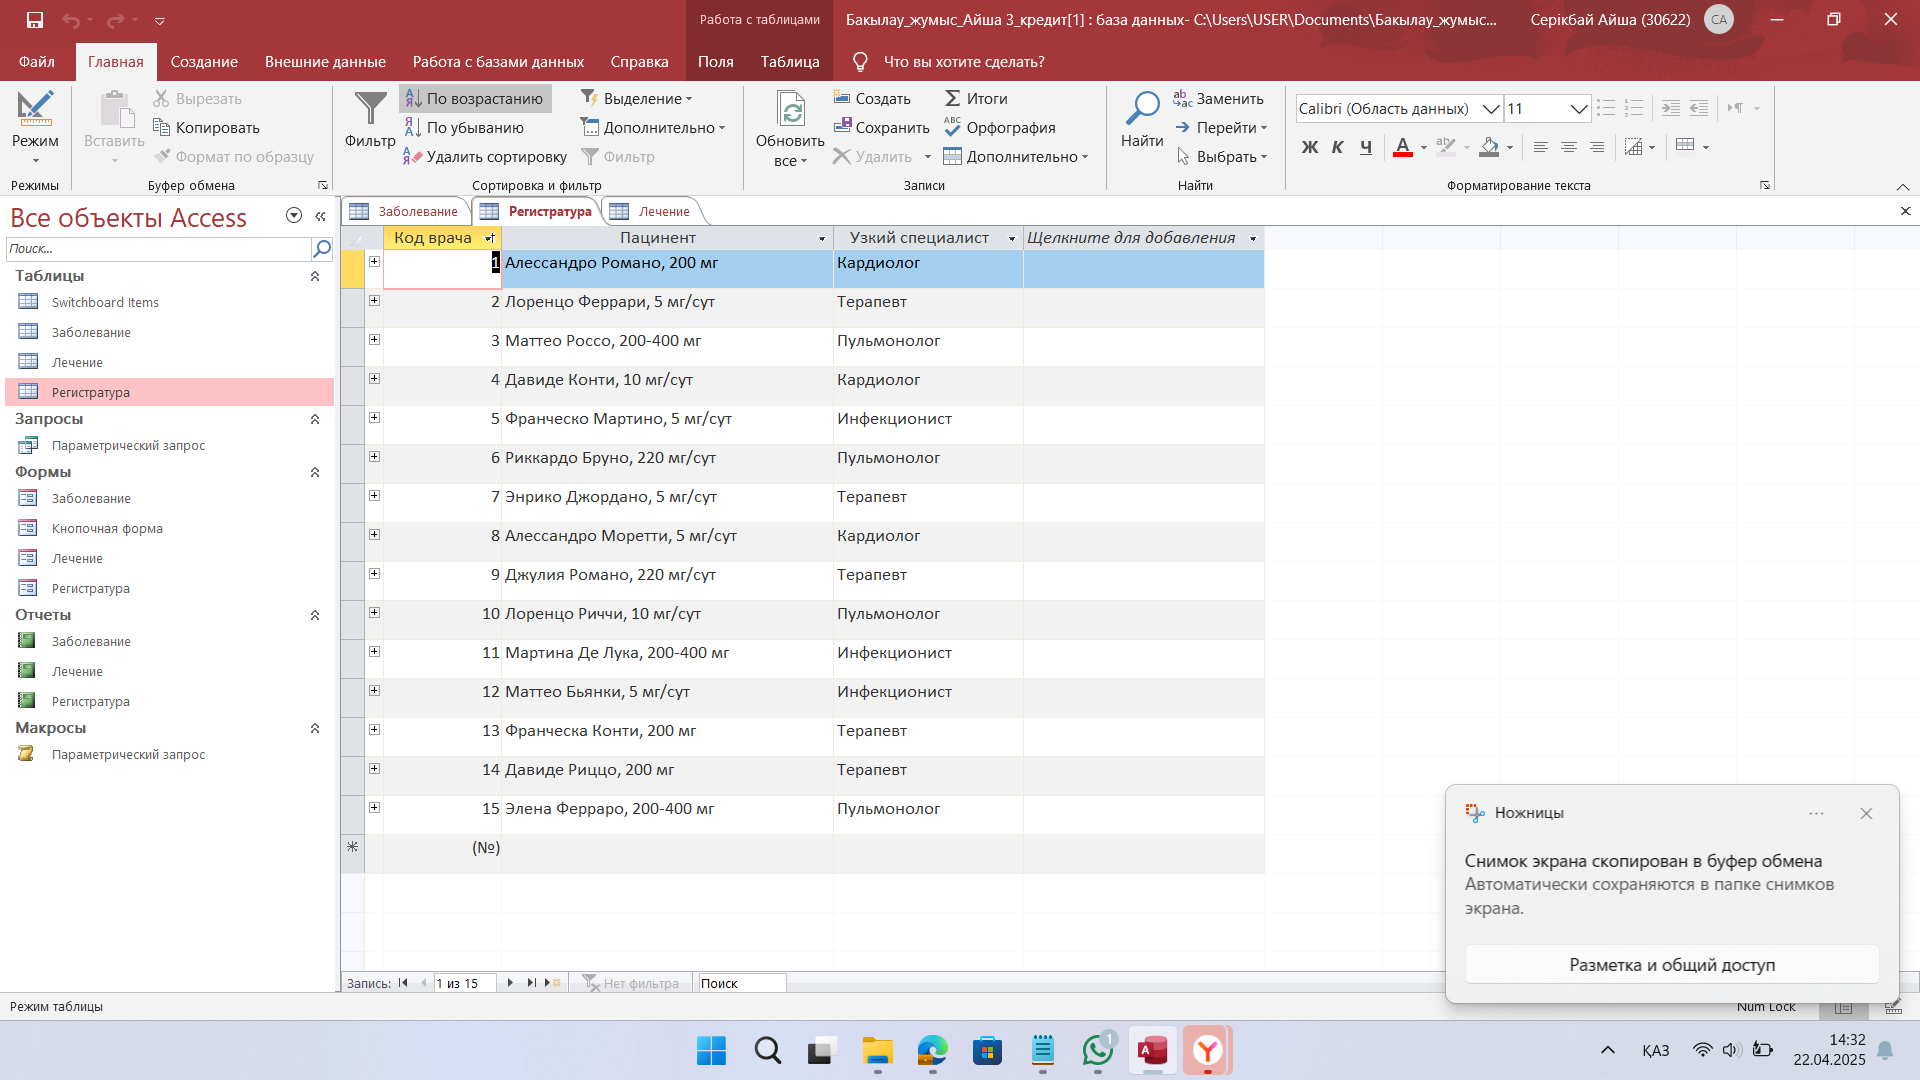 Работа с таблицами
Бакылау_жумыс_Айша 3_кредит[1] : база данных- C:\Users\USER\Documents\Бакылау_жумыс...
Серікбай Айша (30622)
СА
Файл
Главная
Создание
Внешние данные
Работа с базами данных
Справка
Поля
Таблица
Что вы хотите сделать?
Режим
Режимы
Вставить
Вырезать
Копировать
Формат по образцу
Буфер обмена
Фильтр
По возрастанию
По убыванию
Удалить сортировку
Выделение
Дополнительно
Фильтр
Сортировка и фильтр
Обновить
все
Создать
Сохранить
Удалить
Итоги
Орфография
Дополнительно
Записи
Найти
Заменить
Перейти
Выбрать
Найти
Calibri (Область данных)
11
Ж К Ч А
Форматирование текста
Все объекты Access
Поиск...
Таблицы
Switchboard Items
Заболевание
Лечение
Регистратура
Запросы
Параметрический запрос
Формы
Заболевание
Кнопочная форма
Лечение
Регистратура
Отчеты
Заболевание
Лечение
Регистратура
Макросы
Параметрический запрос
Заболевание
Регистратура
Лечение
Код врача Пацинент Узкий специалист Щелкните для добавления
1 Алессандро Романо, 200 мг Кардиолог
2 Лоренцо Феррари, 5 мг/сут Терапевт
3 Маттео Россо, 200-400 мг Пульмонолог
4 Давиде Конти, 10 мг/сут Кардиолог
5 Франческо Мартино, 5 мг/сут Инфекционист
6 Риккардо Бруно, 220 мг/сут Пульмонолог
7 Энрико Джордано, 5 мг/сут Терапевт
8 Алессандро Моретти, 5 мг/сут Кардиолог
9 Джулия Романо, 220 мг/сут Терапевт
10 Лоренцо Риччи, 10 мг/сут Пульмонолог
11 Мартина Де Лука, 200-400 мг Инфекционист
12 Маттео Бьянки, 5 мг/сут Инфекционист
13 Франческа Конти, 200 мг Терапевт
14 Давиде Риццо, 200 мг Терапевт
15 Элена Ферраро, 200-400 мг Пульмонолог
(№)
Запись: 1 из 15
Нет фильтра
Поиск
Режим таблицы
Num Lock
Ножницы
Снимок экрана скопирован в буфер обмена
Автоматически сохраняются в папке снимков
экрана.
Разметка и общий доступ
1
ҚАЗ
14:32
22.04.2025